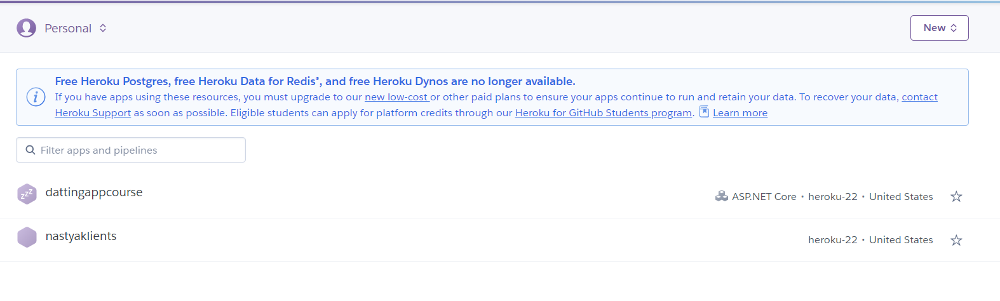 Personal
New
Free Heroku Postgres, free Heroku Data for Redis®, and free Heroku Dynos are no longer available.
If you have apps using these resources, you must upgrade to our new low-cost or other paid plans to ensure your apps continue to run and retain your data. To recover your data, contact
Heroku Support as soon as possible. Eligible students can apply for platform credits through our Heroku for GitHub Students program. Learn more
Filter apps and pipelines
zzz dattingappcourse
ASP.NET Core • heroku-22 • United States
nastyaklients
heroku-22 • United States